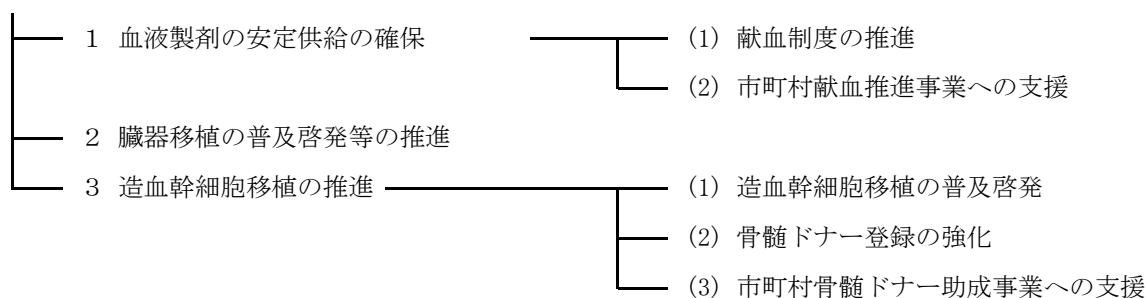 １ 血液製剤の安定供給の確保 (1) 献血制度の推進
(2) 市町村献血推進事業への支援
２ 臓器移植の普及啓発等の推進
３ 造血幹細胞移植の推進 (1) 造血幹細胞移植の普及啓発
(2) 骨髄ドナー登録の強化
(3) 市町村骨髄ドナー助成事業への支援